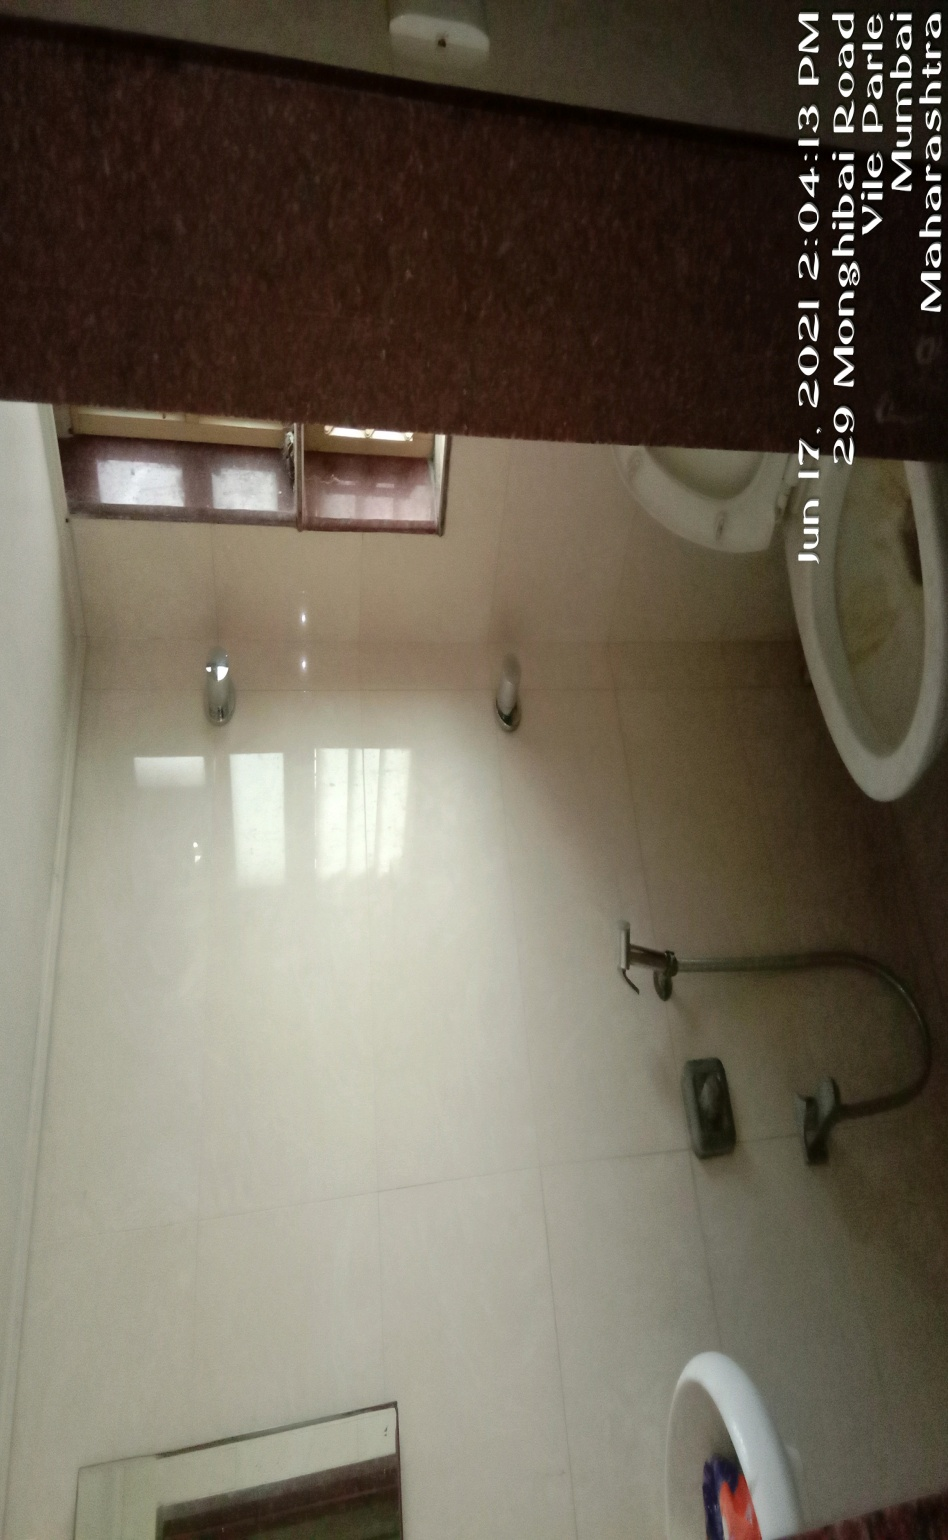 Jun 17, 2021 2:04:13 PM
29 Monghibai Road
Vile Parle
Mumbai
Maharashtra